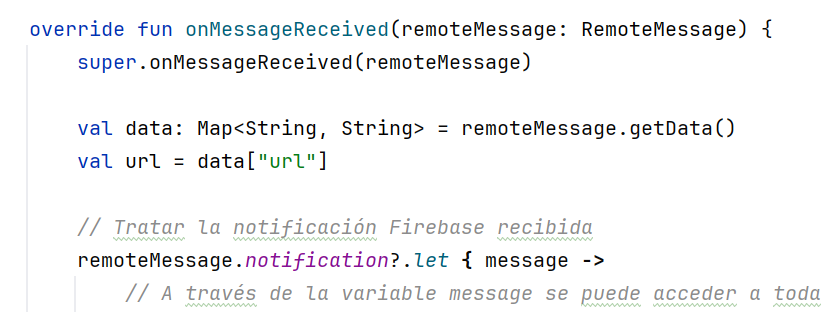 override fun onMessageReceived(remoteMessage: RemoteMessage) {
super.onMessageReceived(remoteMessage)
val data: Map<String, String> = remoteMessage.getData()
val url = data["url"]
// Tratar la notificación Firebase recibida
remoteMessage.notification?.let { message ->
// A través de la variable message se puede acceder a toda